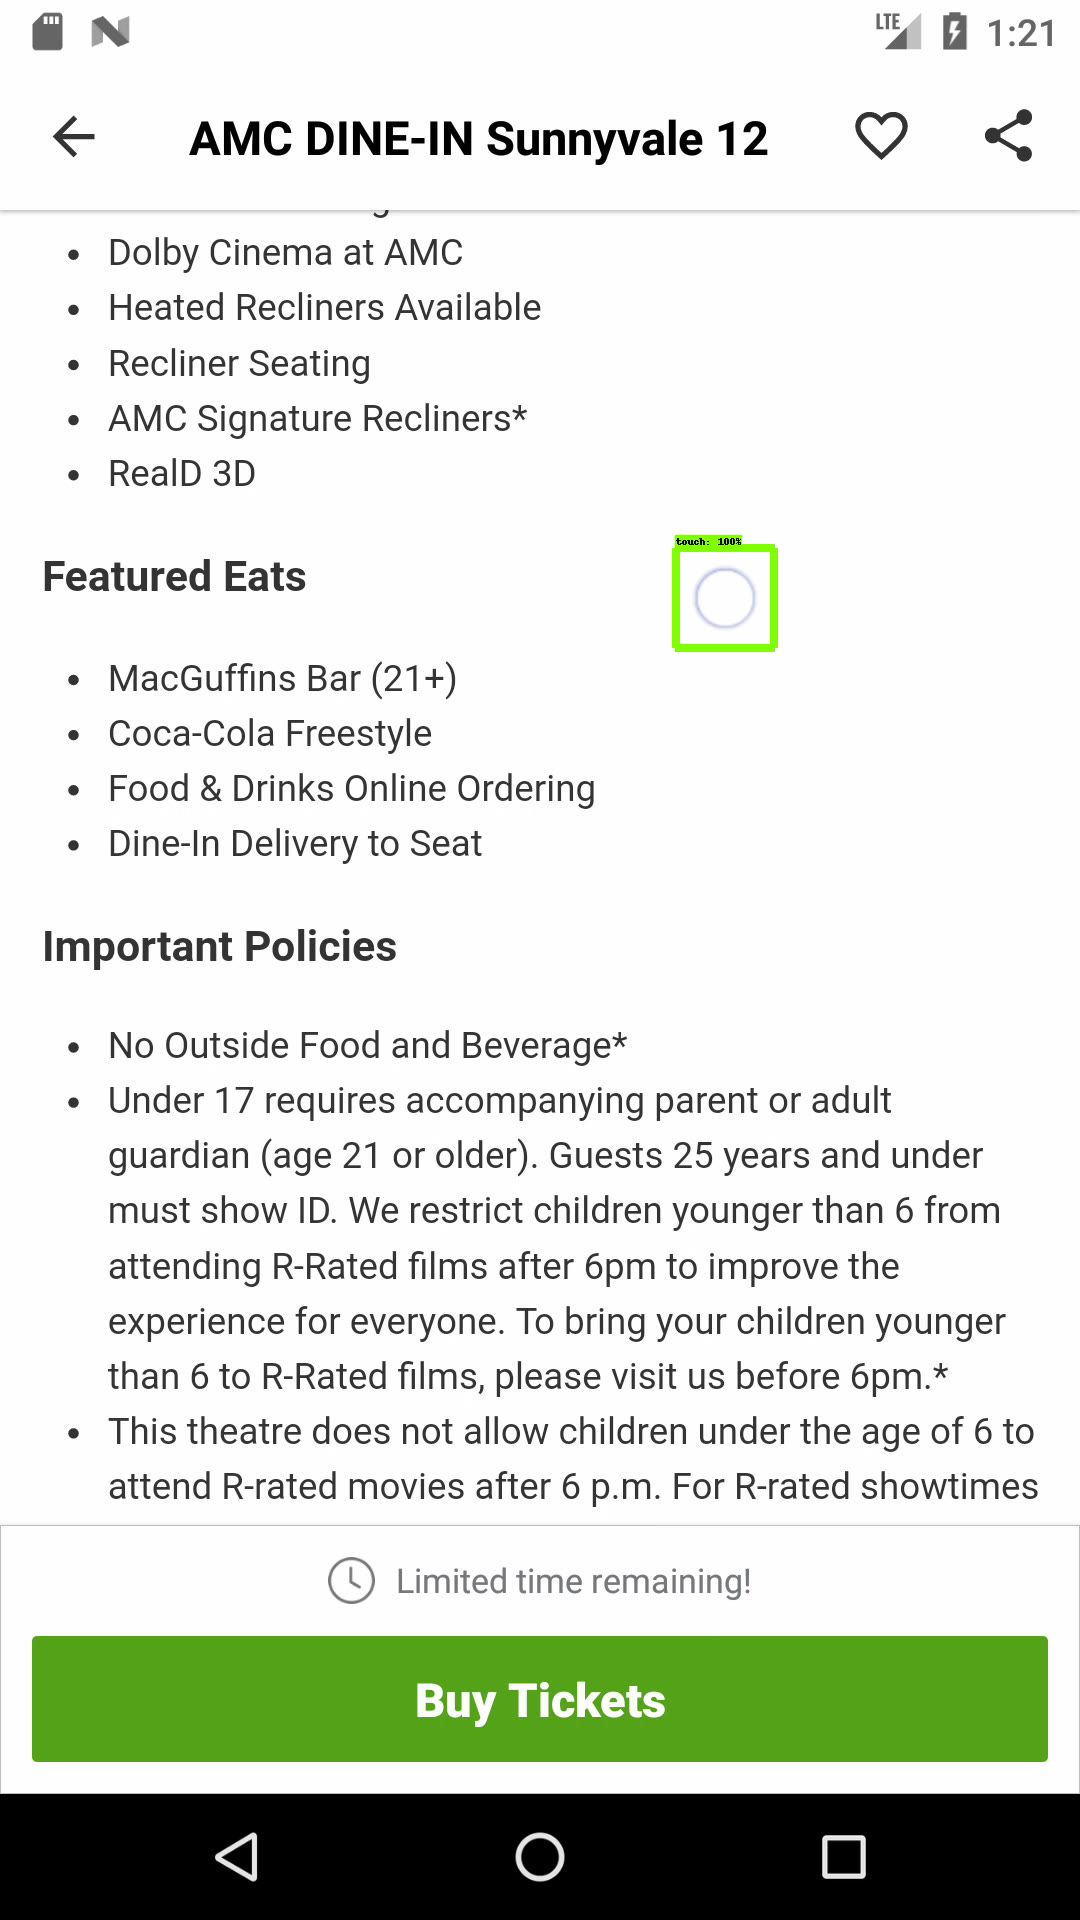 LTE 1:21
AMC DINE-IN Sunnyvale 12
• Dolby Cinema at AMC
• Heated Recliners Available
• Recliner Seating
• AMC Signature Recliners*
• RealD 3D
touch: 100%
Featured Eats
• MacGuffins Bar (21+)
• Coca-Cola Freestyle
• Food & Drinks Online Ordering
• Dine-In Delivery to Seat
Important Policies
• No Outside Food and Beverage*
• Under 17 requires accompanying parent or adult
guardian (age 21 or older). Guests 25 years and under
must show ID. We restrict children younger than 6 from
attending R-Rated films after 6pm to improve the
experience for everyone. To bring your children younger
than 6 to R-Rated films, please visit us before 6pm.*
• This theatre does not allow children under the age of 6 to
attend R-rated movies after 6 p.m. For R-rated showtimes
Limited time remaining!
Buy Tickets